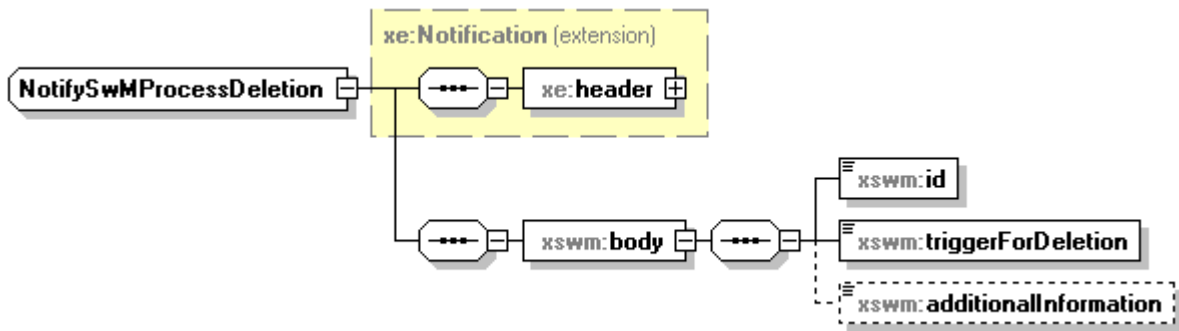 xe:Notification (extension)
NotifySwMProcessDeletion
xe:header
xswm:id
xswm:body
xswm:triggerForDeletion
xswm:additionalInformation